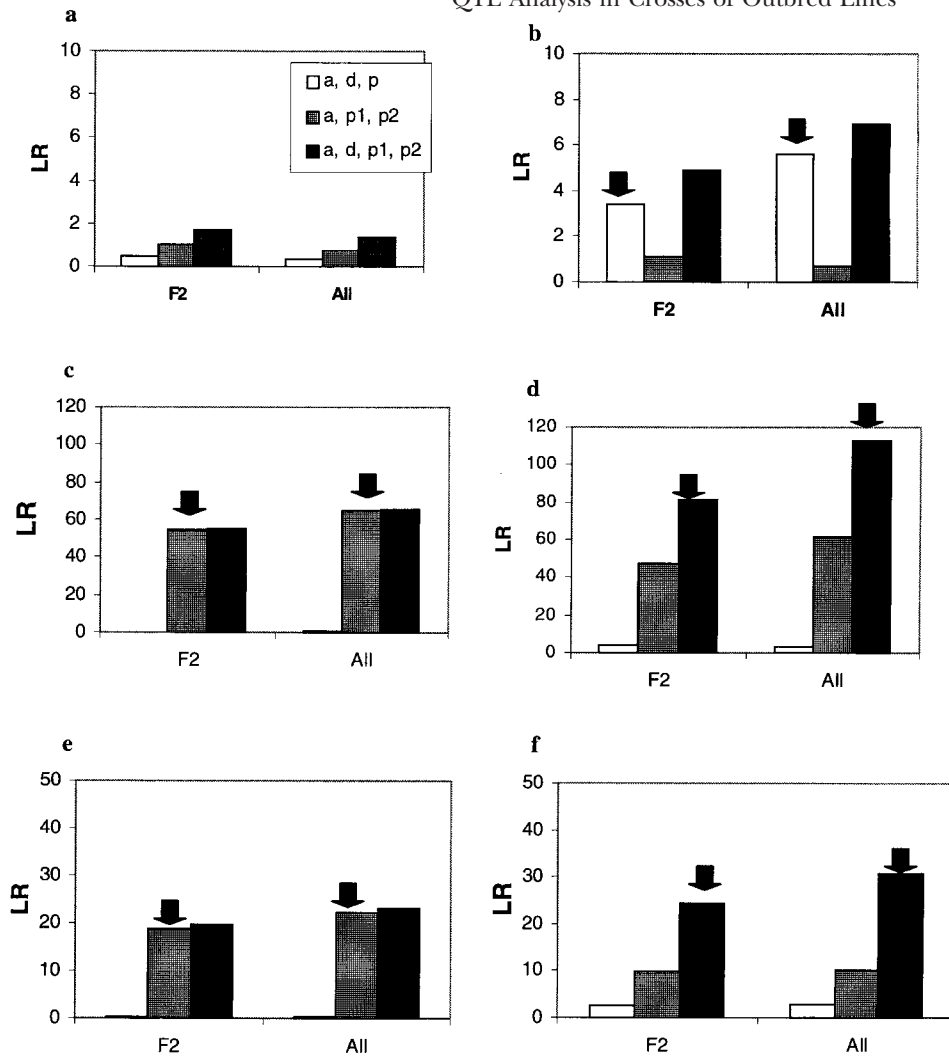 QTL Analysis in Crosses of Outbred Lines
a
10
8
6
4
2
0
LR
a, d, p
a, p1, p2
a, d, p1, p2
F2
All
b
10
8
6
4
2
0
LR
F2
All
c
120
100
80
60
40
20
0
LR
F2
All
d
120
100
80
60
40
20
0
LR
F2
All
e
50
40
30
20
10
0
LR
F2
All
f
50
40
30
20
10
0
LR
F2
All